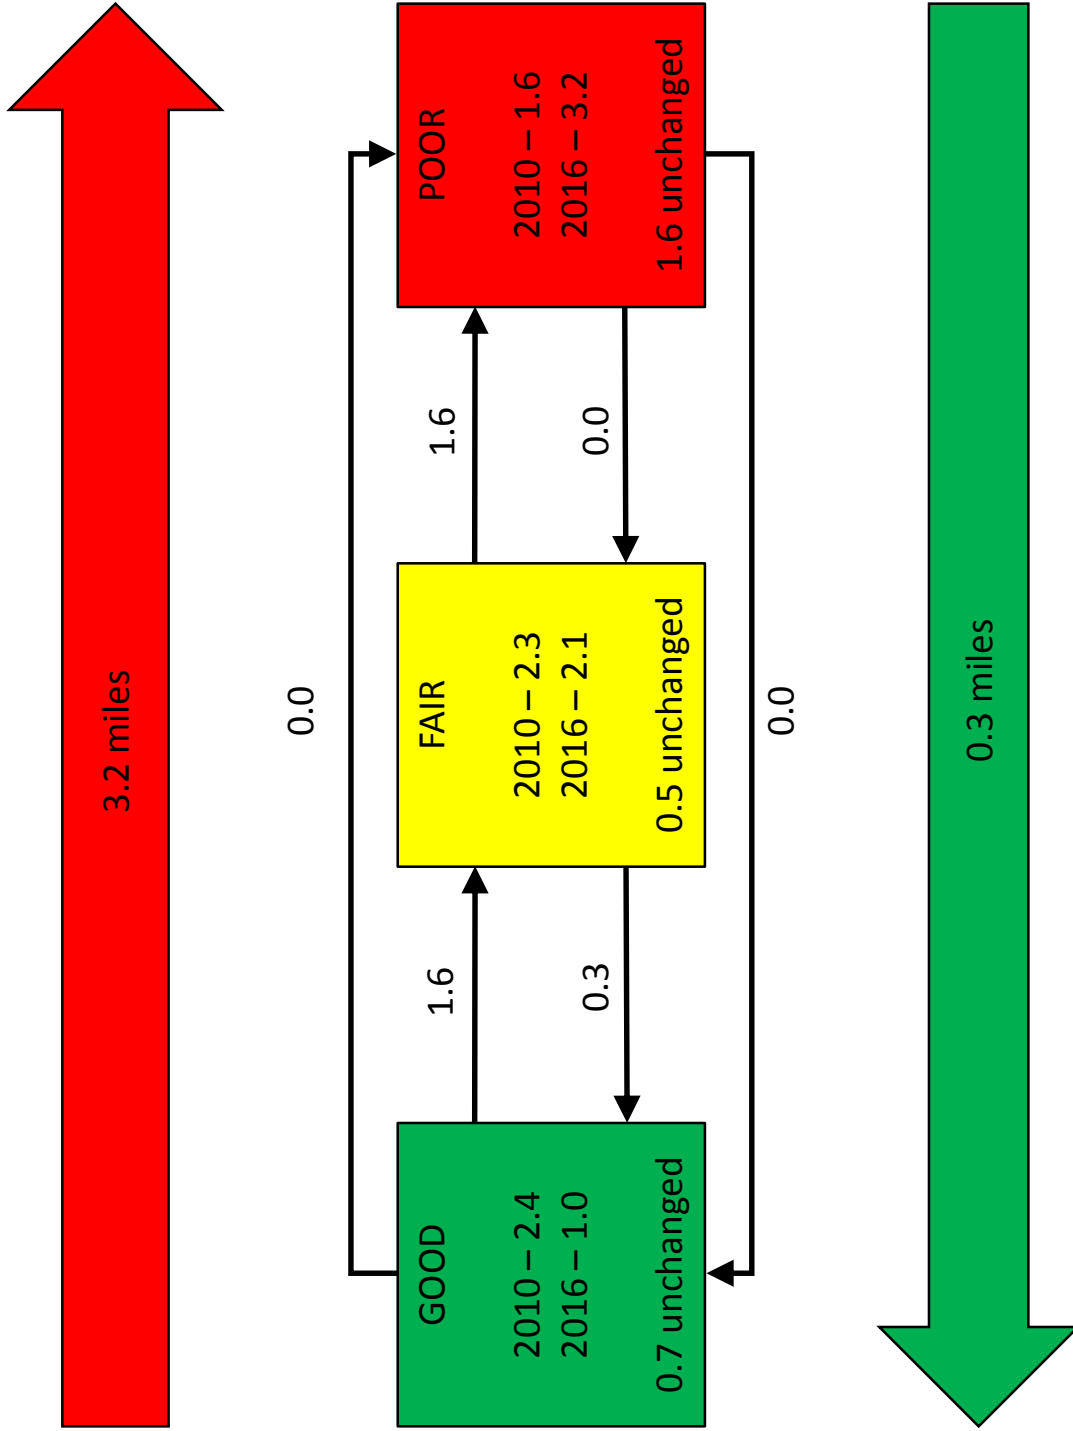 3.2 miles
0.0
GOOD
2010 – 2.4
2016 – 1.0
0.7 unchanged
1.6
0.3
FAIR
2010 – 2.3
2016 – 2.1
0.5 unchanged
1.6
0.0
POOR
2010 – 1.6
2016 – 3.2
1.6 unchanged
0.0
0.3 miles